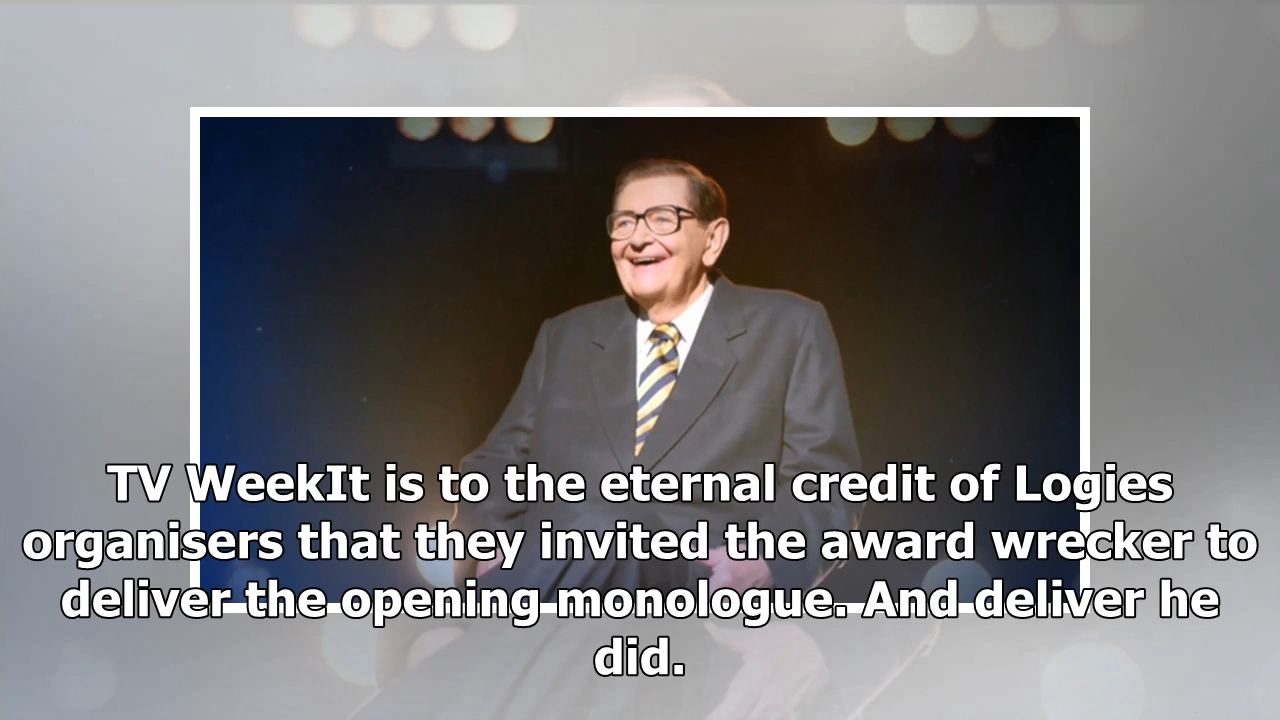 TV WeekIt is to the eternal credit of Logies
organisers that they invited the award wrecker to
deliver the opening monologue. And deliver he
did.